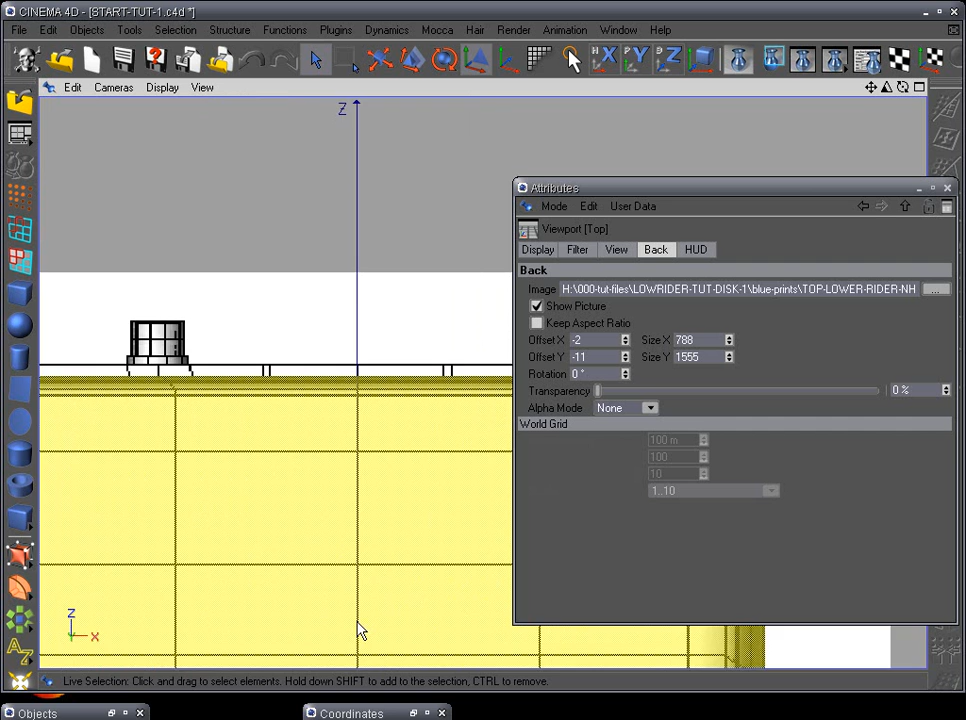 CINEMA 4D - [START-TUT-1.c4d *]
File Edit Objects Tools Selection Structure Functions Plugins Dynamics Mocca Hair Render Animation Window Help
X Y Z
Edit Cameras Display View
Z
Attributes
Mode Edit User Data
Viewport [Top]
Display Filter View Back HUD
Back
Image H:\000-tut-files\LOWRIDER-TUT-DISK-1\blue-prints\TOP-LOWER-RIDER-NH ...
Show Picture
Keep Aspect Ratio
Offset X -2 Size X 788
Offset Y -11 Size Y 1555
Rotation 0 °
Transparency 0 %
Alpha Mode None
World Grid
100 m
100
10
1..10
Z
X
Live Selection: Click and drag to select elements. Hold down SHIFT to add to the selection, CTRL to remove.
Objects Coordinates